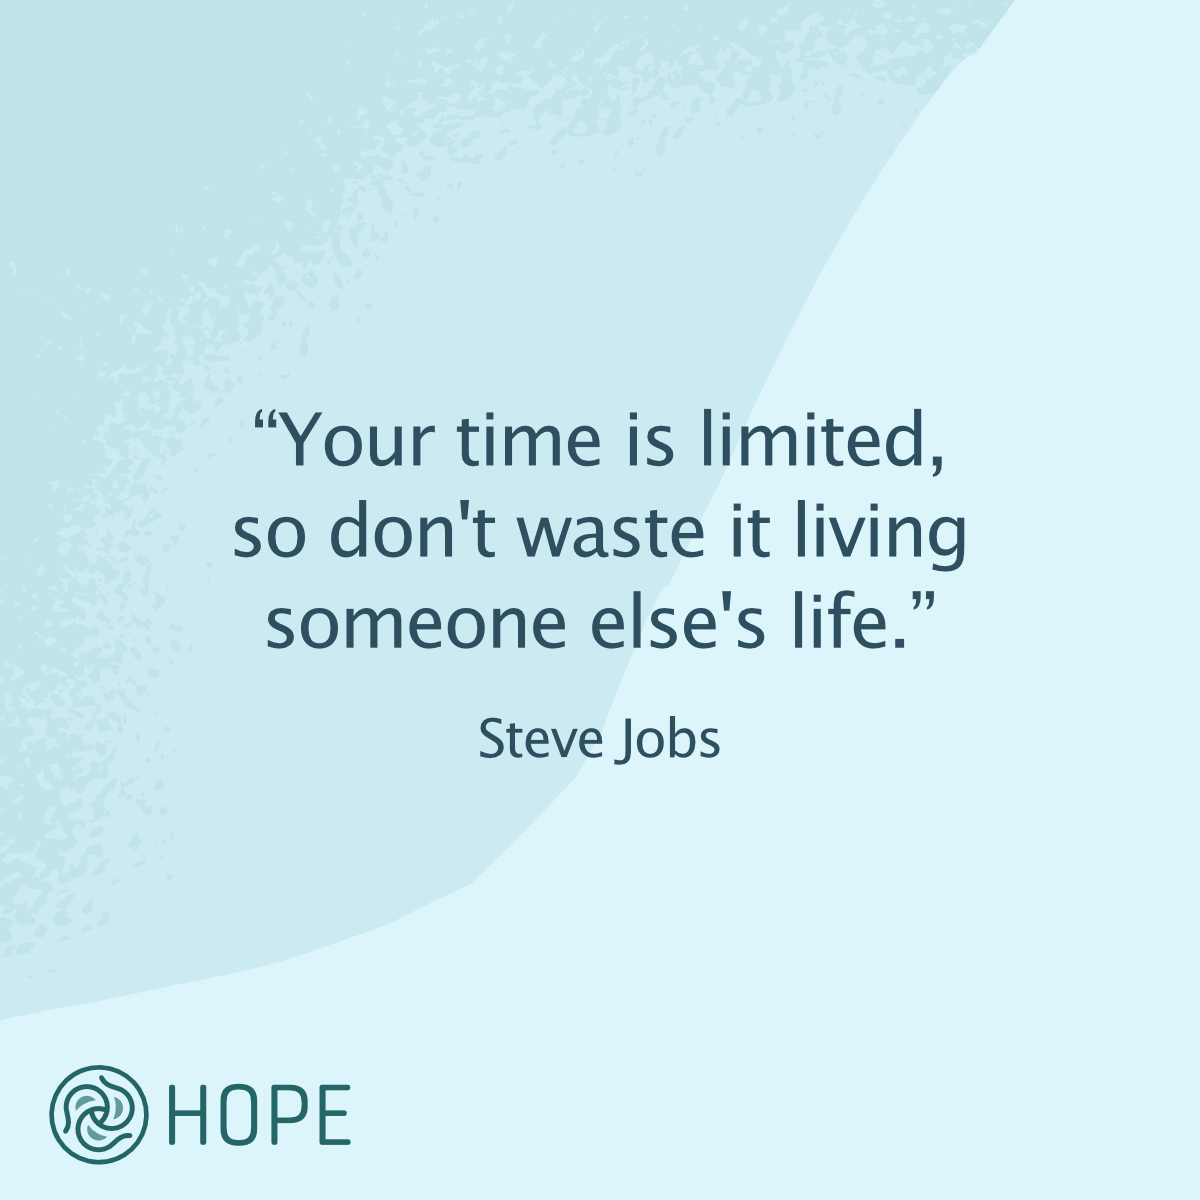 “Your time is limited,
so don't waste it living
someone else's life.”
Steve Jobs
HOPE